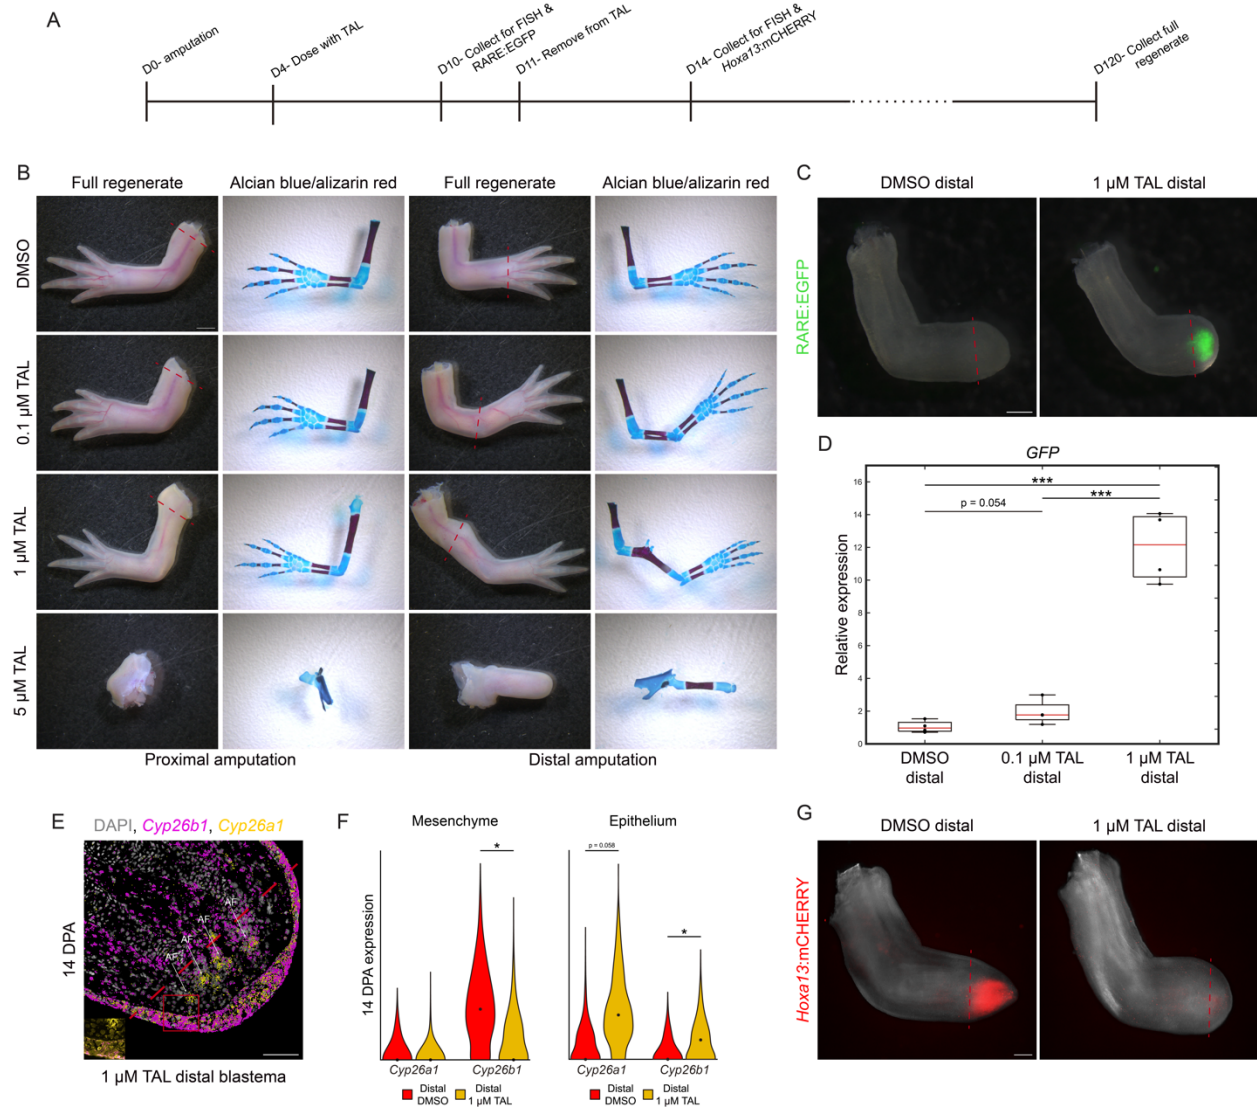 A
D0- amputation
D4- Dose with TAL
D10- Collect for FISH &
RARE:EGFP
D11- Remove from TAL
D14- Collect for FISH &
Hoxa13:mCHERRY
D120- Collect full
regenerate
B
Full regenerate
Alcian blue/alizarin red
Full regenerate
Alcian blue/alizarin red
DMSO
0.1 µM TAL
1 µM TAL
5 µM TAL
Proximal amputation
Distal amputation
C
DMSO distal
1 µM TAL distal
RARE:EGFP
D
GFP
Relative expression
16
14
12
10
8
6
4
2
0
***
***
p = 0.054
DMSO
distal
0.1 µM TAL
distal
1 µM TAL
distal
E
DAPI, Cyp26b1, Cyp26a1
14 DPA
AF
AF
AF
AF
1 µM TAL distal blastema
F
Mesenchyme
Epithelium
14 DPA expression
*
p = 0.058
*
Cyp26a1
Cyp26b1
Cyp26a1
Cyp26b1
Distal
DMSO
Distal
1 µM TAL
Distal
DMSO
Distal
1 µM TAL
G
DMSO distal
1 µM TAL distal
Hoxa13:mCHERRY